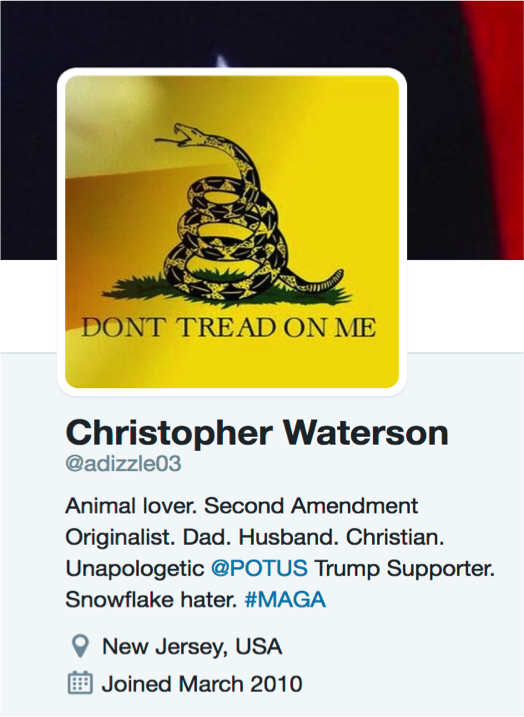 DONT TREAD ON ME
Christopher Waterson
@adizzle03
Animal lover. Second Amendment
Originalist. Dad. Husband. Christian.
Unapologetic @POTUS Trump Supporter.
Snowflake hater. #MAGA
New Jersey, USA
Joined March 2010